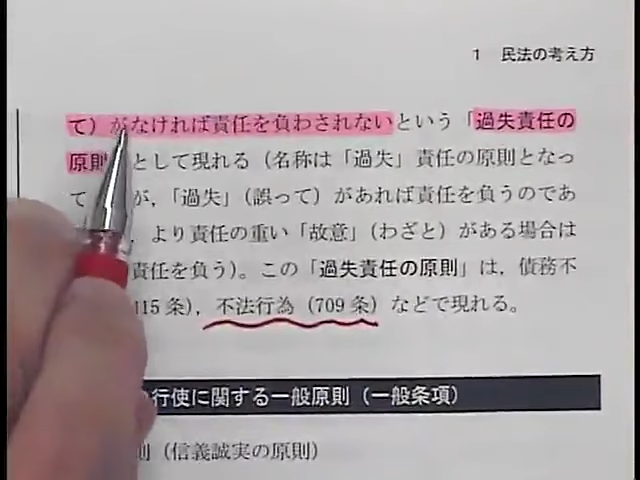 1 民法の考え方
て）がなければ責任を負わされないという「過失責任の
原則」として現れる（名称は「過失」責任の原則となっ
て が，「過失」（誤って）があれば責任を負うのであ
，より責任の重い「故意」（わざと）がある場合は
責任を負う）。この「過失責任の原則」は，債務不
15条），不法行為（709条）などで現れる。
行使に関する一般原則（一般条項）
則（信義誠実の原則）